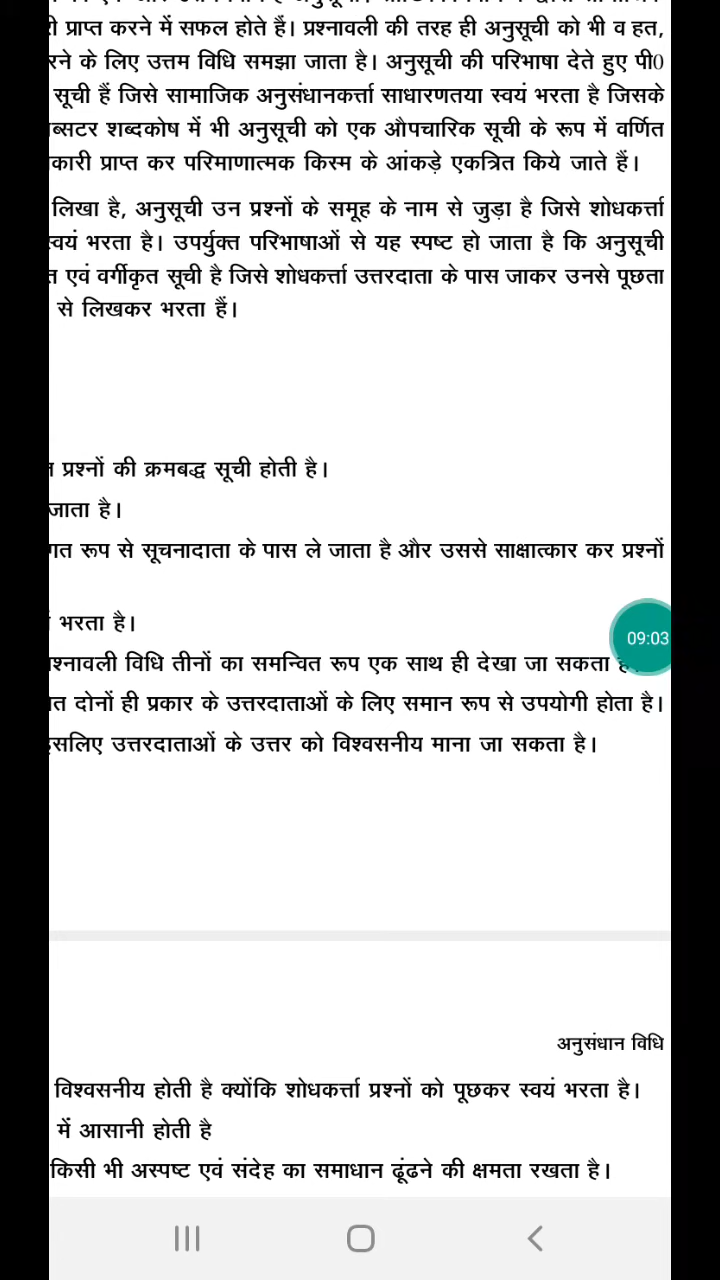 प्राप्त करने में सफल होते हैं। प्रश्नावली की तरह ही अनुसूची को भी व हत,
रने के लिए उत्तम विधि समझा जाता है। अनुसूची की परिभाषा देते हुए पी0
सूची हैं जिसे सामाजिक अनुसंधानकर्त्ता साधारणतया स्वयं भरता है जिसके
ब्सटर शब्दकोष में भी अनुसूची को एक औपचारिक सूची के रूप में वर्णित
कारी प्राप्त कर परिमाणात्मक किस्म के आंकड़े एकत्रित किये जाते हैं।
लिखा है, अनुसूची उन प्रश्नों के समूह के नाम से जुड़ा है जिसे शोधकर्त्ता
स्वयं भरता है। उपर्युक्त परिभाषाओं से यह स्पष्ट हो जाता है कि अनुसूची
त एवं वर्गीकृत सूची है जिसे शोधकर्त्ता उत्तरदाता के पास जाकर उनसे पूछता
से लिखकर भरता हैं।
प्रश्नों की क्रमबद्ध सूची होती है।
जाता है।
गत रूप से सूचनादाता के पास ले जाता है और उससे साक्षात्कार कर प्रश्नों
भरता है।
09:03
श्नावली विधि तीनों का समन्वित रूप एक साथ ही देखा जा सकता
त दोनों ही प्रकार के उत्तरदाताओं के लिए समान रूप से उपयोगी होता है।
इसलिए उत्तरदाताओं के उत्तर को विश्वसनीय माना जा सकता है।
अनुसंधान विधि
विश्वसनीय होती है क्योंकि शोधकर्त्ता प्रश्नों को पूछकर स्वयं भरता है।
में आसानी होती है
किसी भी अस्पष्ट एवं संदेह का समाधान ढूंढने की क्षमता रखता है।